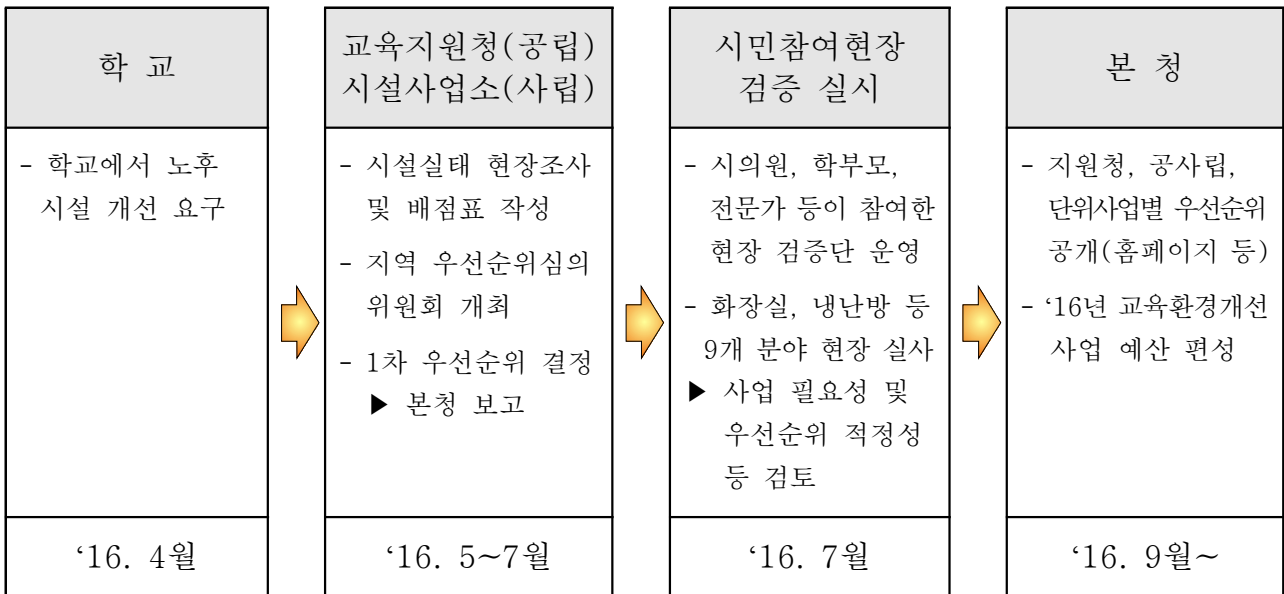 학 교
- 학교에서 노후
시설 개선 요구
‘16. 4월
교육지원청(공립)
시설사업소(사립)
- 시설실태 현장조사
및 배점표 작성
- 지역 우선순위심의
위원회 개최
- 1차 우선순위 결정
▶ 본청 보고
‘16. 5~7월
시민참여현장
검증 실시
- 시의원, 학부모,
전문가 등이 참여한
현장 검증단 운영
- 화장실, 냉난방 등
9개 분야 현장 실사
▶ 사업 필요성 및
우선순위 적정성
등 검토
‘16. 7월
본 청
- 지원청, 공사립,
단위사업별 우선순위
공개(홈페이지 등)
- ‘16년 교육환경개선
사업 예산 편성
‘16. 9월~